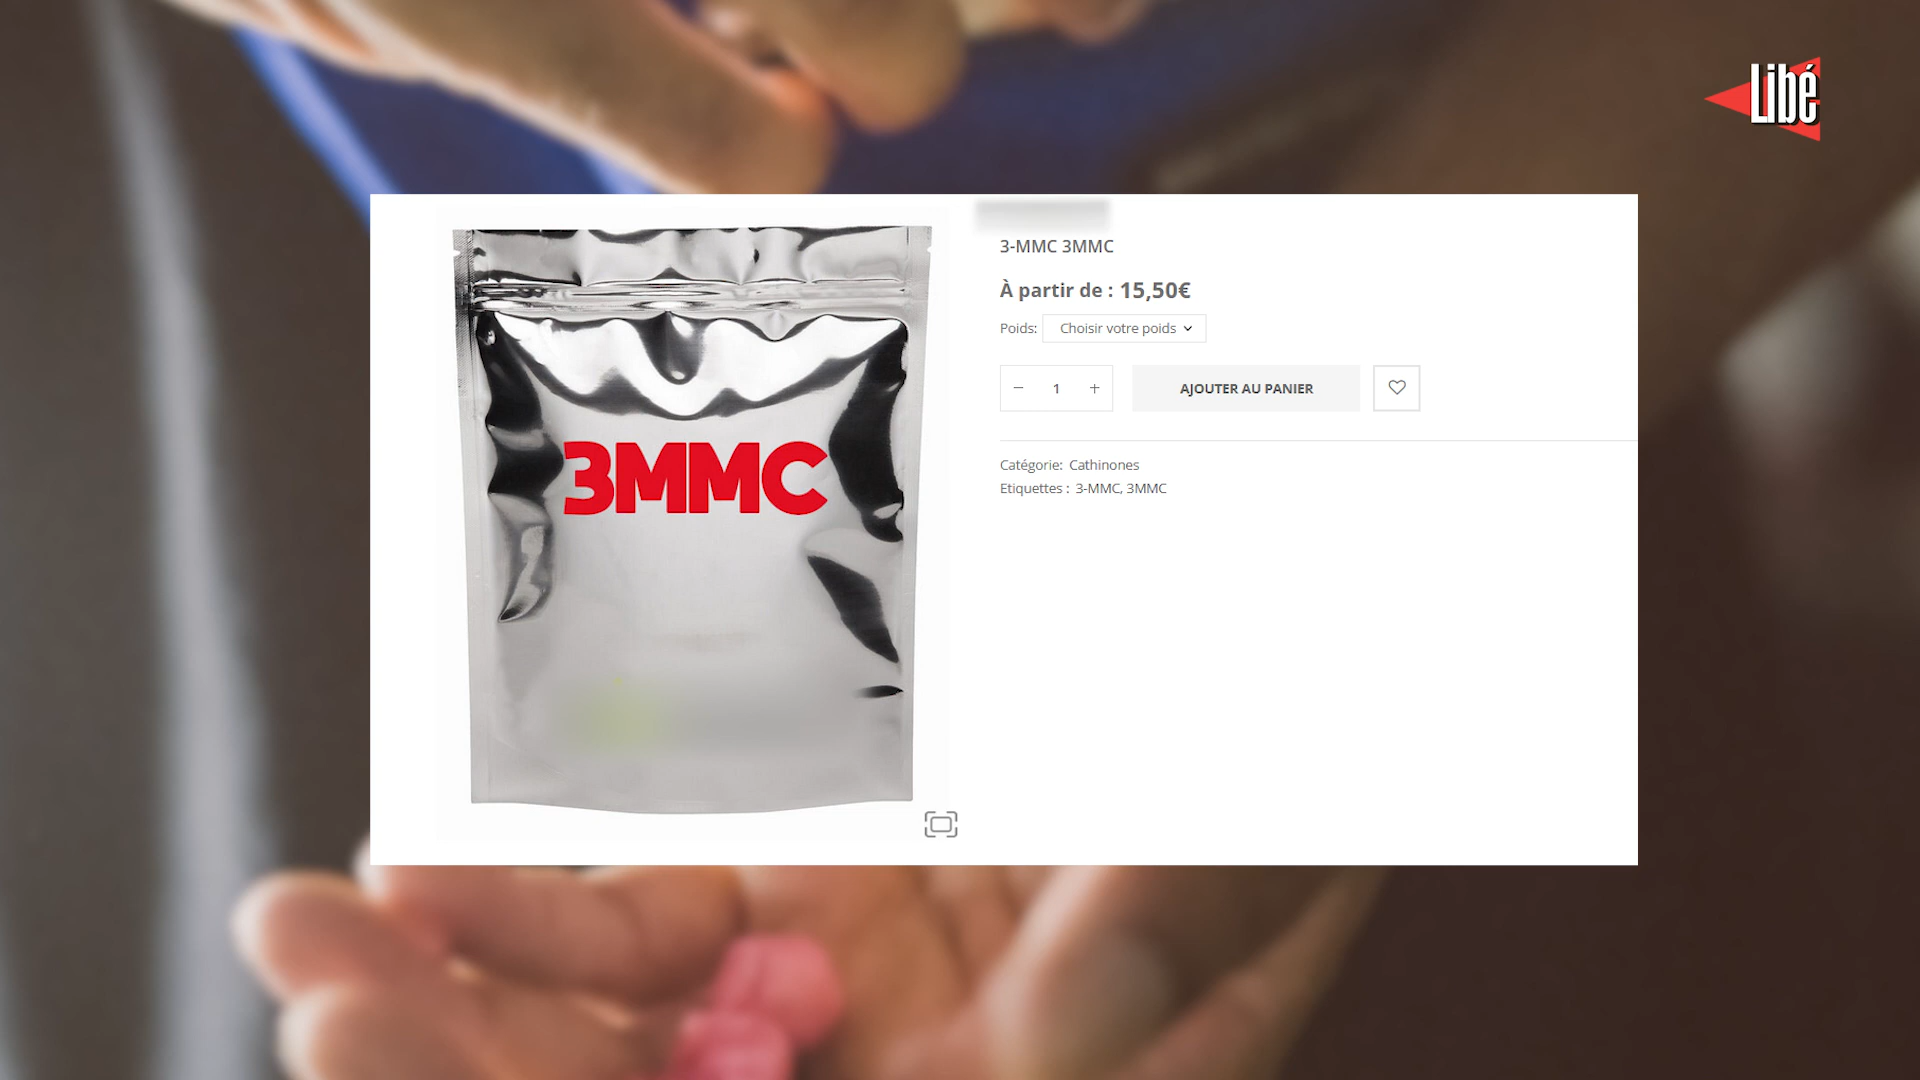 Libé
3-MMC 3MMC
À partir de : 15,50€
Poids: Choisir votre poids
− 1 + AJOUTER AU PANIER
3MMC
Catégorie: Cathinones
Etiquettes : 3-MMC, 3MMC